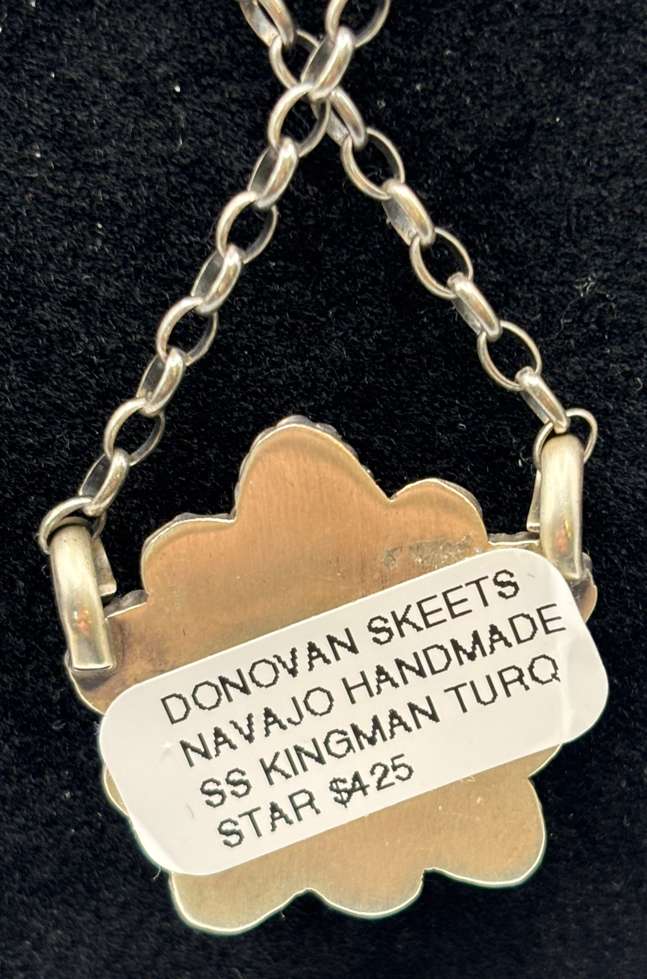 DONOVAN SKEETS
NAVAJO HANDMADE
SS KINGMAN TURQ
STAR $425